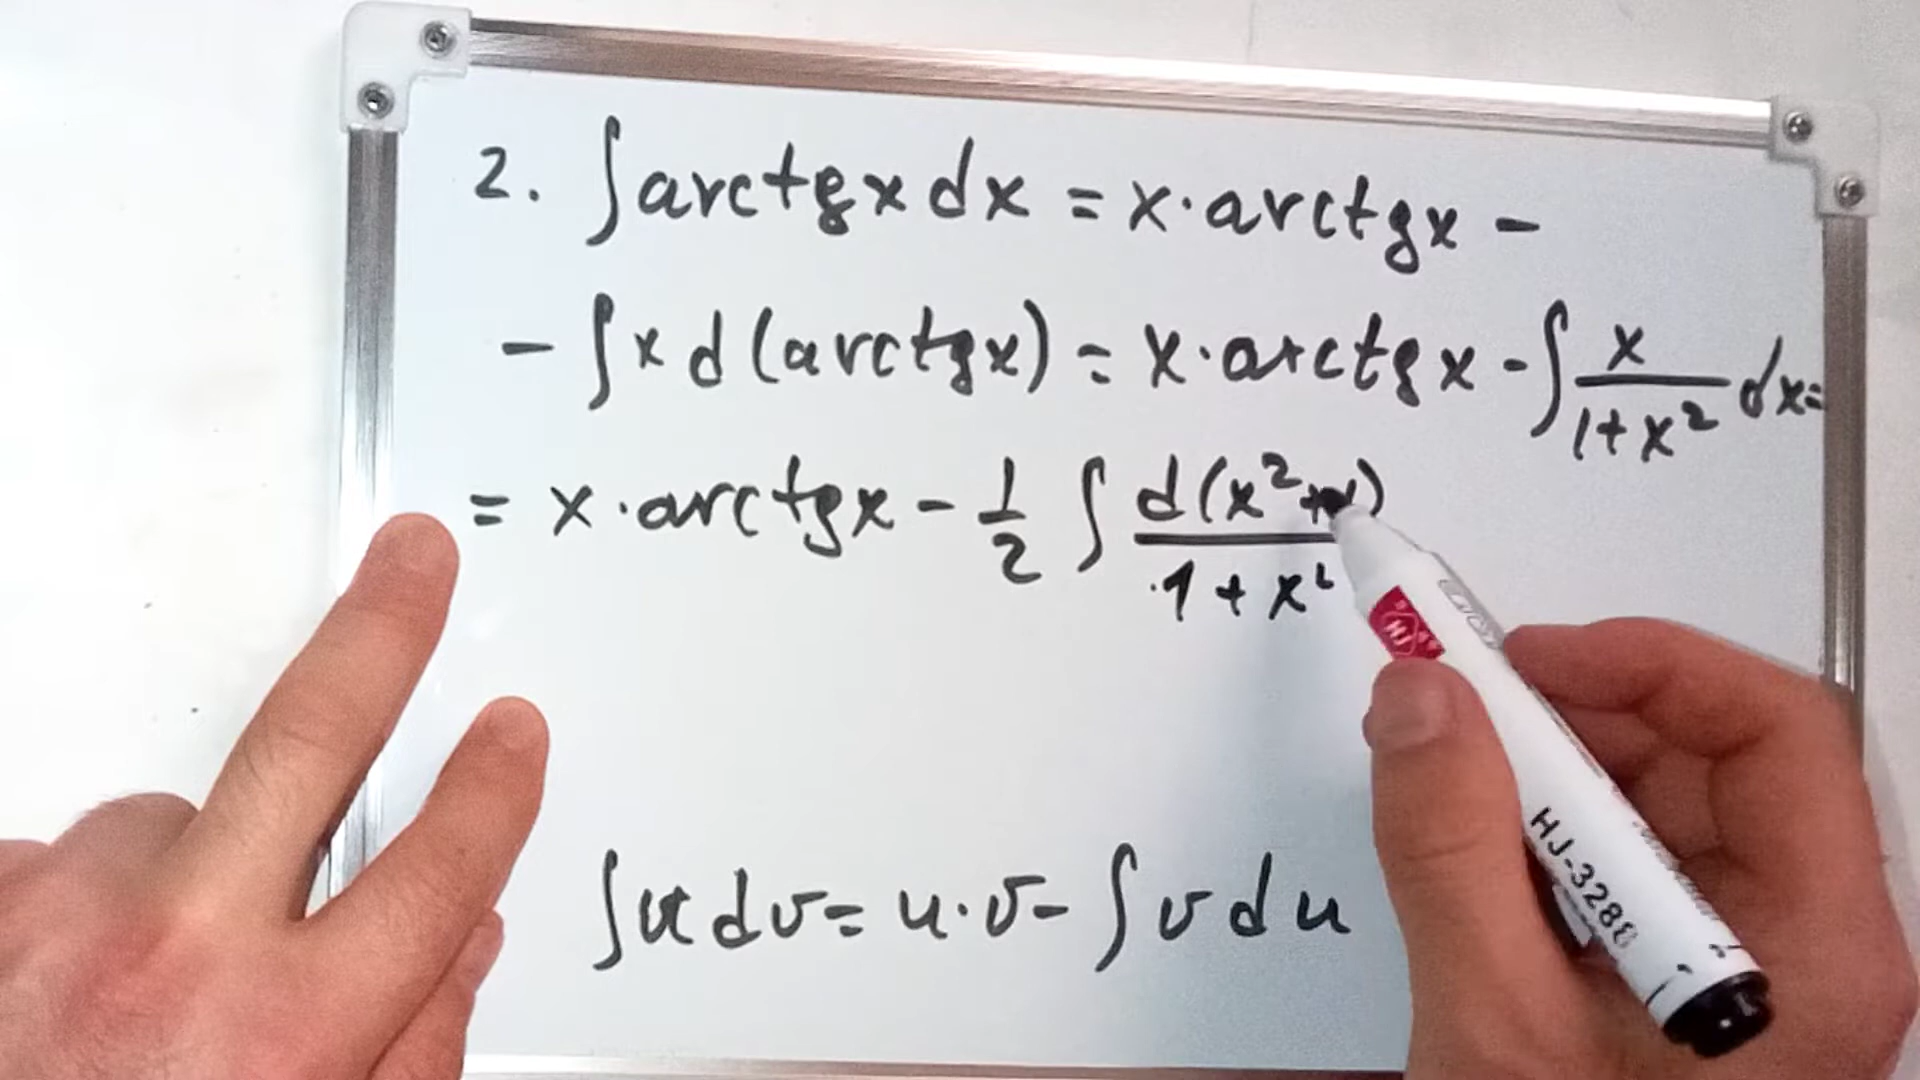 2. ∫ arctgx dx = x · arctgx -
- ∫ x d(arctgx) = x · arctgx - ∫ x/(1+x²) dx =
= x · arctgx - 1/2 ∫ d(x²+1)/(1+x²)
∫ u dv = u · v - ∫ v du
HJ
HJ-3288